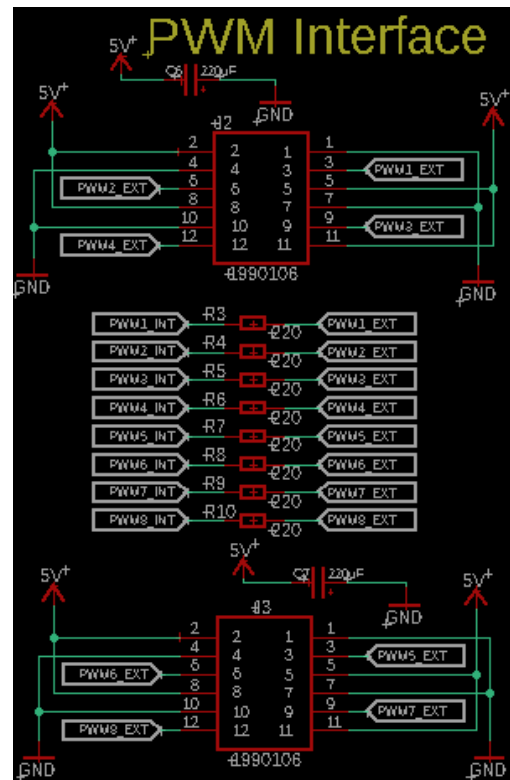 PWM Interface
5V+
C6 220uF
GND
5V+ 5V+
J2
2 2 1 1
4 4 3 3 PWM1_EXT
PWM2_EXT 6 6 5 5
8 8 7 7
10 10 9 9 PWM3_EXT
PWM4_EXT 12 12 11 11
1990106
GND GND
PWM1_INT R3 220 PWM1_EXT
PWM2_INT R4 220 PWM2_EXT
PWM3_INT R5 220 PWM3_EXT
PWM4_INT R6 220 PWM4_EXT
PWM5_INT R7 220 PWM5_EXT
PWM6_INT R8 220 PWM6_EXT
PWM7_INT R9 220 PWM7_EXT
PWM8_INT R10 220 PWM8_EXT
5V+
C7 220uF
GND
5V+ 5V+
J3
2 2 1 1
4 4 3 3 PWM5_EXT
PWM6_EXT 6 6 5 5
8 8 7 7
10 10 9 9 PWM7_EXT
PWM8_EXT 12 12 11 11
1990106
GND GND